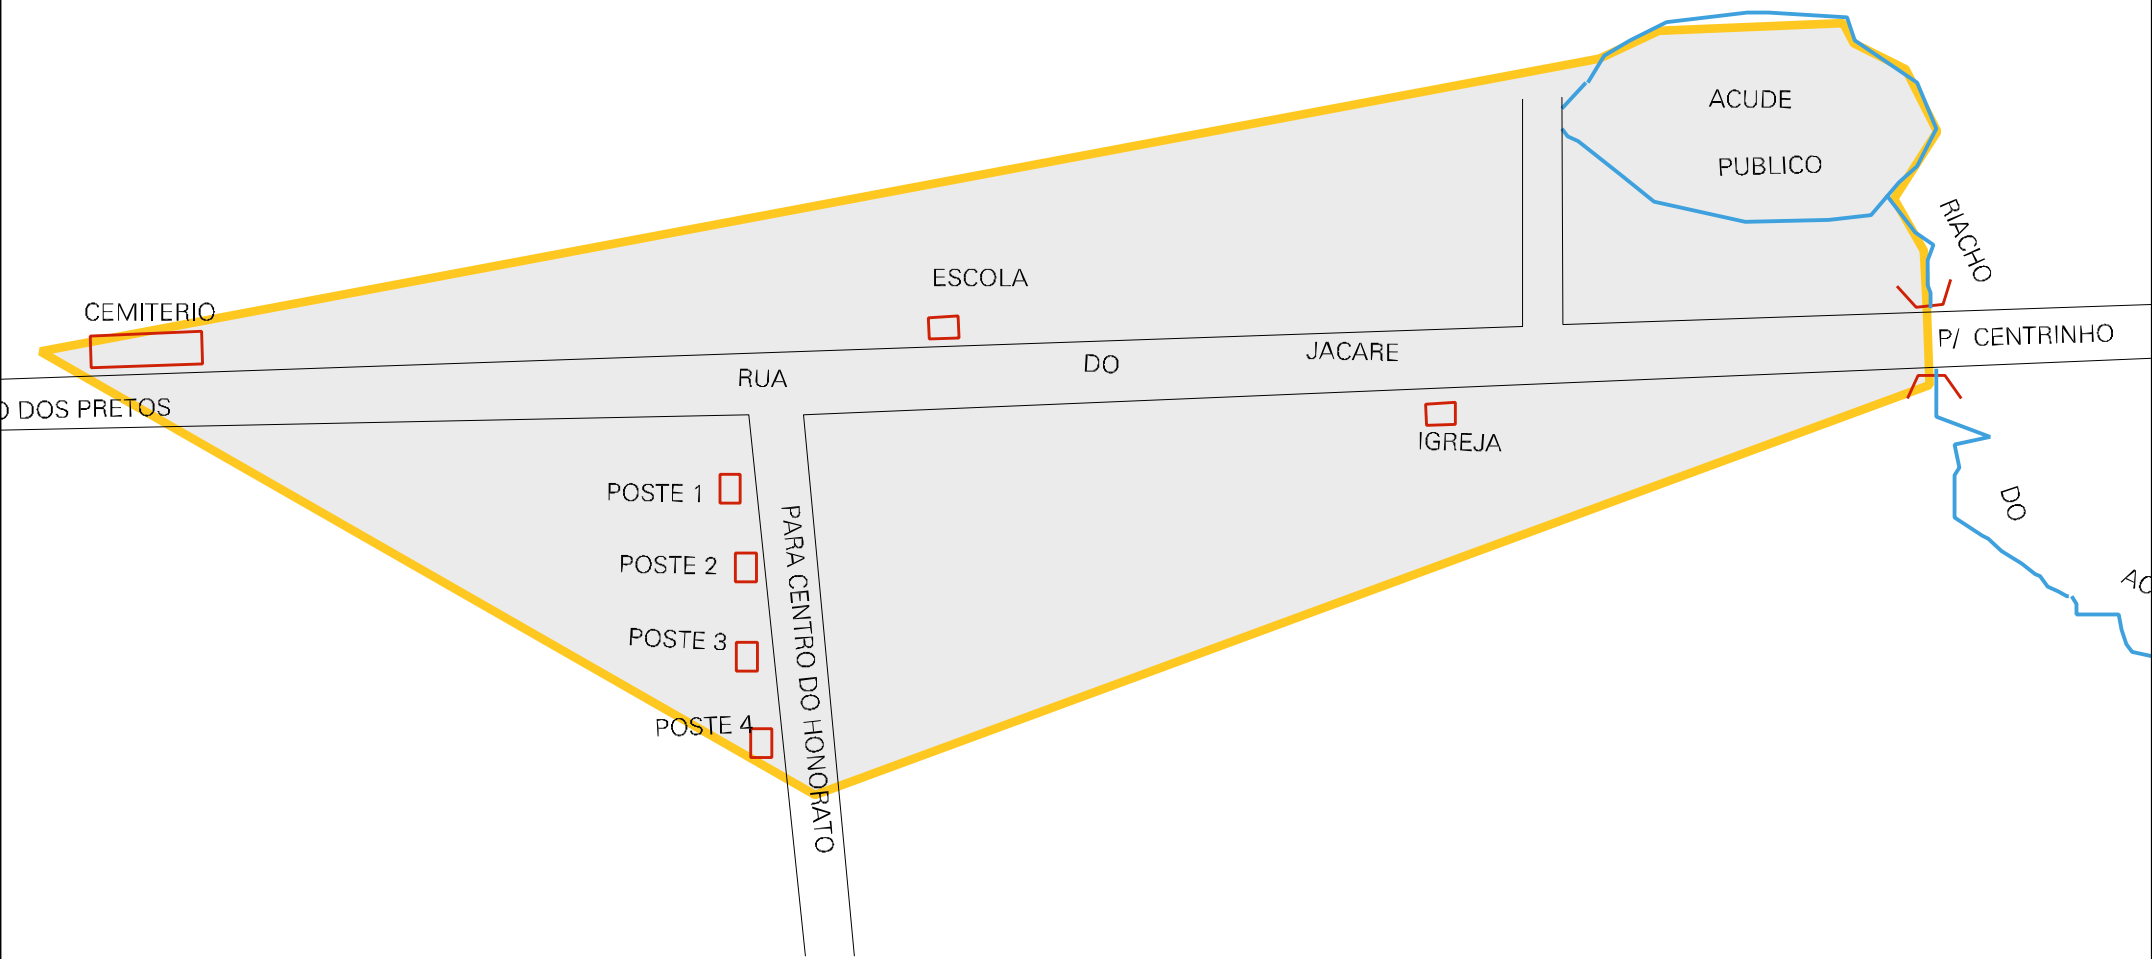 ACUDE
PUBLICO
RIACHO
ESCOLA
CEMITERIO
P/ CENTRINHO
RUA DO JACARE
DOS PRETOS
IGREJA
POSTE 1
POSTE 2
POSTE 3
POSTE 4
PARA CENTRO DO HONORATO
DO